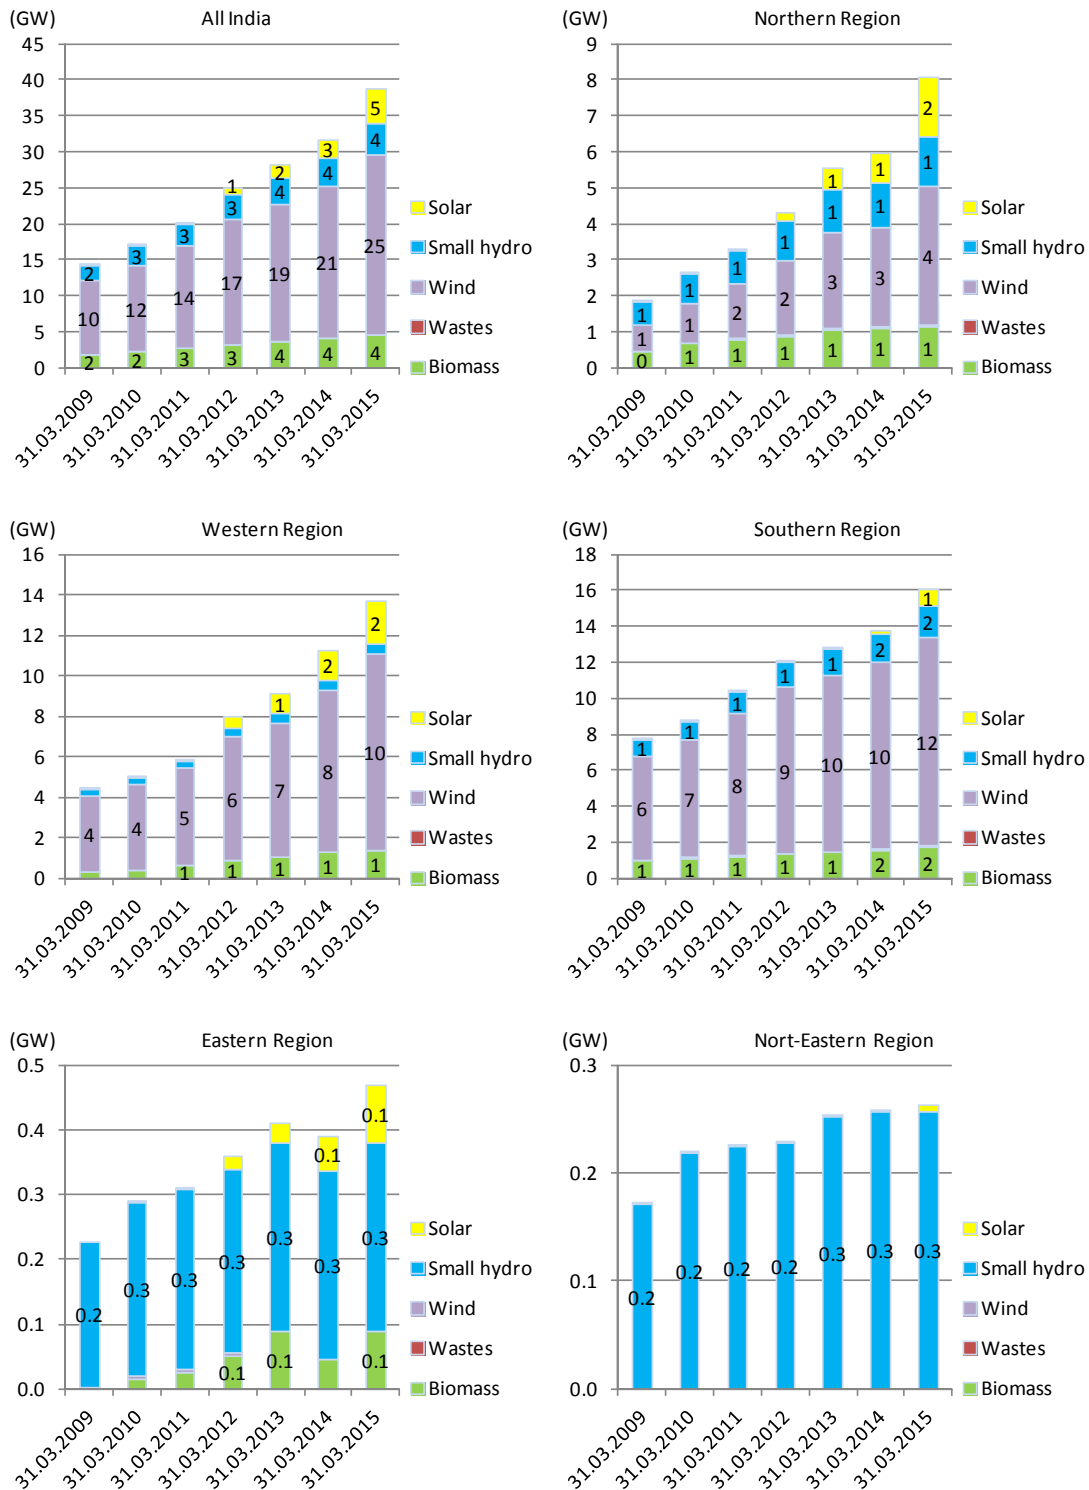 (GW) All India
45
40
35
30
25
20
15
10
5
0
2 2 3 3 4 4 4
10 12 14 17 19 21 25
2 3 3 3 4 4 4
1 2 3 5
Solar
Small hydro
Wind
Wastes
Biomass
31.03.2009 31.03.2010 31.03.2011 31.03.2012 31.03.2013 31.03.2014 31.03.2015
(GW) Northern Region
9
8
7
6
5
4
3
2
1
0
0 1 1 1 1 1 1
1 1 2 2 3 3 4
1 1 1 1 1 1 1
1 1 2
Solar
Small hydro
Wind
Wastes
Biomass
31.03.2009 31.03.2010 31.03.2011 31.03.2012 31.03.2013 31.03.2014 31.03.2015
(GW) Western Region
16
14
12
10
8
6
4
2
0
1 1 1 1 1
4 4 5 6 7 8 10
1 2 2
Solar
Small hydro
Wind
Wastes
Biomass
31.03.2009 31.03.2010 31.03.2011 31.03.2012 31.03.2013 31.03.2014 31.03.2015
(GW) Southern Region
18
16
14
12
10
8
6
4
2
0
1 1 1 1 1 2 2
6 7 8 9 10 10 12
1 1 1 1 1 2 2
1
Solar
Small hydro
Wind
Wastes
Biomass
31.03.2009 31.03.2010 31.03.2011 31.03.2012 31.03.2013 31.03.2014 31.03.2015
(GW) Eastern Region
0.5
0.4
0.3
0.2
0.1
0.0
0.1 0.1 0.1
0.2 0.3 0.3 0.3 0.3 0.3 0.3
0.1 0.1
Solar
Small hydro
Wind
Wastes
Biomass
31.03.2009 31.03.2010 31.03.2011 31.03.2012 31.03.2013 31.03.2014 31.03.2015
(GW) Nort-Eastern Region
0.3
0.2
0.1
0.0
0.2 0.2 0.2 0.2 0.3 0.3 0.3
Solar
Small hydro
Wind
Wastes
Biomass
31.03.2009 31.03.2010 31.03.2011 31.03.2012 31.03.2013 31.03.2014 31.03.2015